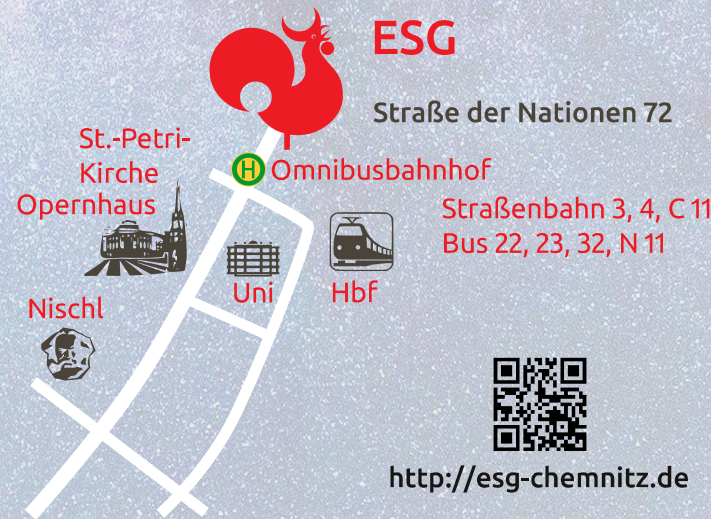 ESG
Straße der Nationen 72
St.-Petri-
Kirche
Opernhaus
H Omnibusbahnhof
Straßenbahn 3, 4, C 11
Bus 22, 23, 32, N 11
Uni
Hbf
Nischl
http://esg-chemnitz.de